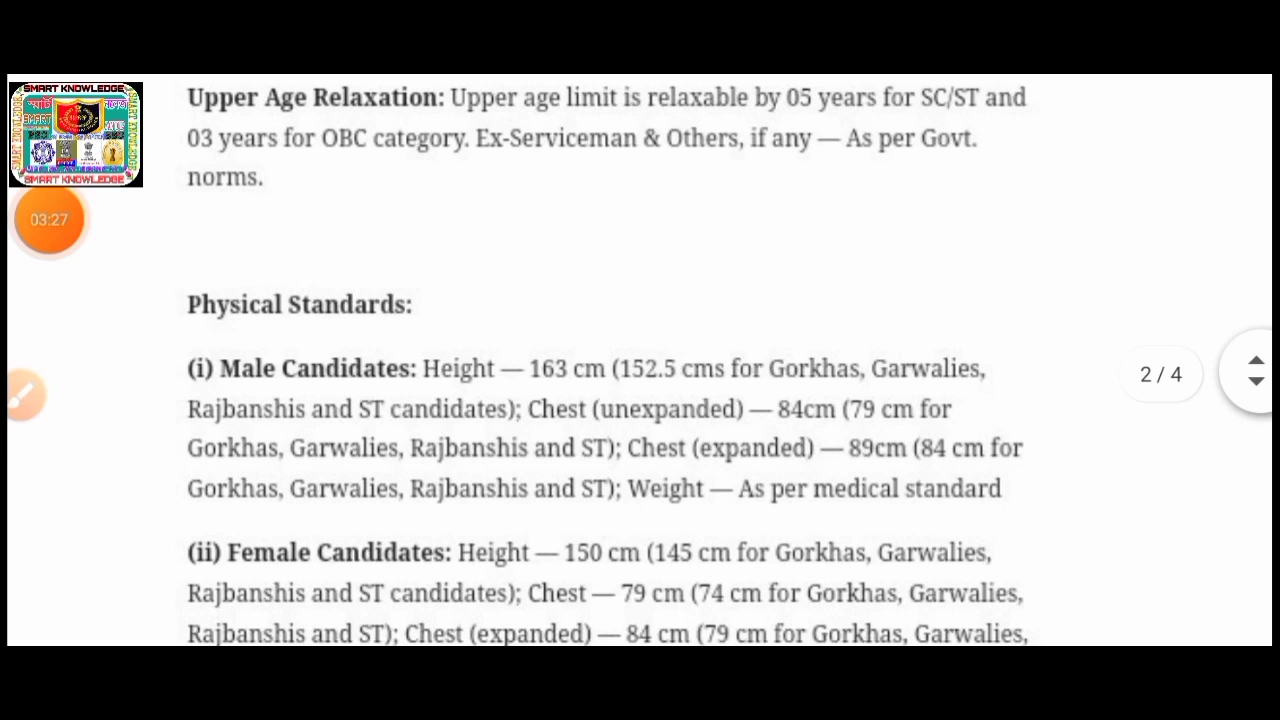 SMART KNOWLEDGE
স্মার্ট
SMART KNOWLEDGE
SMART KNOWLEDGE
03:27
Upper Age Relaxation: Upper age limit is relaxable by 05 years for SC/ST and
03 years for OBC category. Ex-Serviceman & Others, if any — As per Govt.
norms.
Physical Standards:
(i) Male Candidates: Height — 163 cm (152.5 cms for Gorkhas, Garwalies,
Rajbanshis and ST candidates); Chest (unexpanded) — 84cm (79 cm for
Gorkhas, Garwalies, Rajbanshis and ST); Chest (expanded) — 89cm (84 cm for
Gorkhas, Garwalies, Rajbanshis and ST); Weight — As per medical standard
(ii) Female Candidates: Height — 150 cm (145 cm for Gorkhas, Garwalies,
Rajbanshis and ST candidates); Chest — 79 cm (74 cm for Gorkhas, Garwalies,
Rajbanshis and ST); Chest (expanded) — 84 cm (79 cm for Gorkhas, Garwalies,
2 / 4